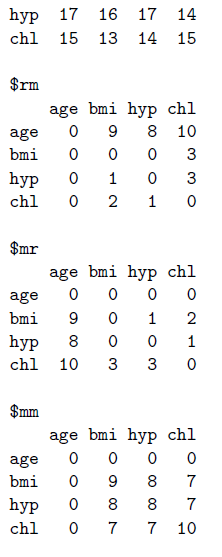 hyp 17 16 17 14
chl 15 13 14 15
$rm
age bmi hyp chl
age 0 9 8 10
bmi 0 0 0 3
hyp 0 1 0 3
chl 0 2 1 0
$mr
age bmi hyp chl
age 0 0 0 0
bmi 9 0 1 2
hyp 8 0 0 1
chl 10 3 3 0
$mm
age bmi hyp chl
age 0 0 0 0
bmi 0 9 8 7
hyp 0 8 8 7
chl 0 7 7 10